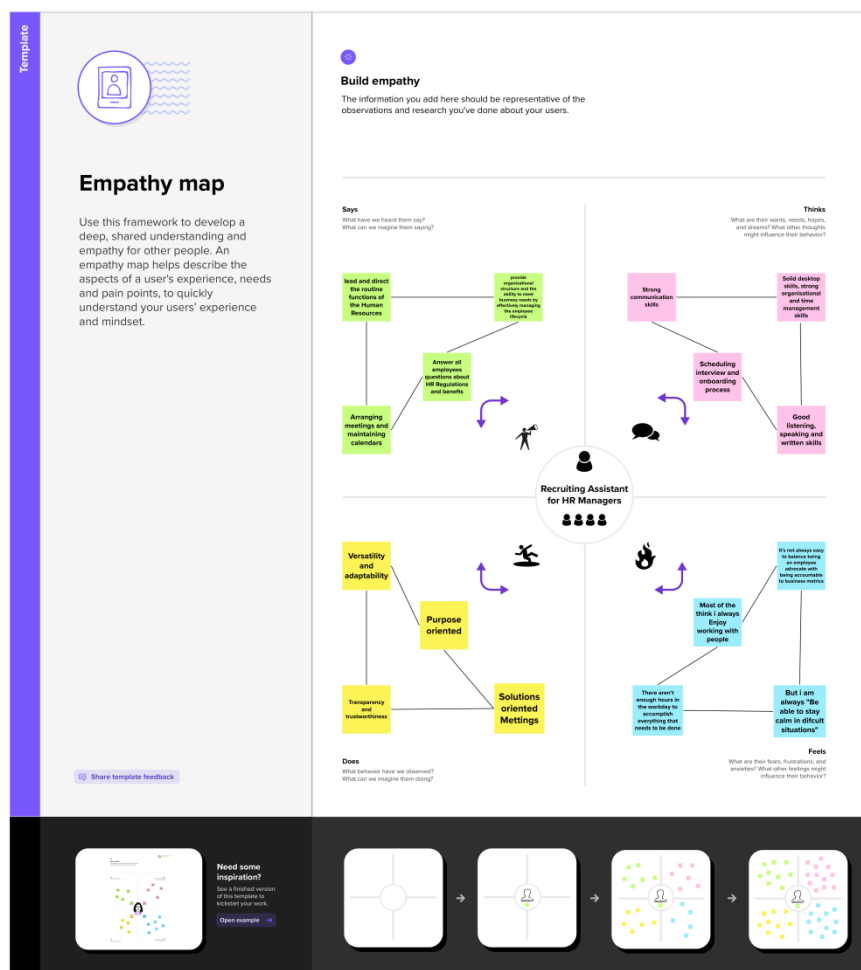 Template
Empathy map
Use this framework to develop a
deep, shared understanding and
empathy for other people. An
empathy map helps describe the
aspects of a user's experience, needs
and pain points, to quickly
understand your users' experience
and mindset.
Share template feedback
Build empathy
The information you add here should be representative of the
observations and research you've done about your users.
Says
What have we heard them say?
What can we magine them saying?
Thinks
What are their wants, needs, hopes,
and dreams? What other thoughts
might influence their behavior?
lead and direct
the routine
functions of
the Human
Resources
provide
organizational
structure and the
ability to meet
business needs by
effectively managing
the employee
lifecycle
Answer all
employees
questions about
HR Regulations
and benefits
Arranging
meetings and
maintaining
calendars
Strong
communication
skills
Solid desktop
skills, strong
organisational
and time
management
skills
Scheduling
interview and
onboarding
process
Good
listening,
speaking and
written skills
Recruiting Assistant
for HR Managers
Versatility
and
adaptability
Purpose
oriented
Transparency
and
trustworthiness
Solutions
oriented
Mettings
It's not always easy
to balance being
an employee
advocate with
being accountable
to business metrics
Most of the
think i always
Enjoy
working with
people
There aren't
enough hours in
the workday to
accomplish
everything that
needs to be done
But i am
always "Be
able to stay
calm in difcult
situations"
Does
What behavior have we observed?
What can we imagine them doing?
Feels
What are their fears, frustrations, and
anxieties? What other feelings might
influence their behavior?
Need some
inspiration?
See a finished version
of this template to
kickstart your work.
Open example